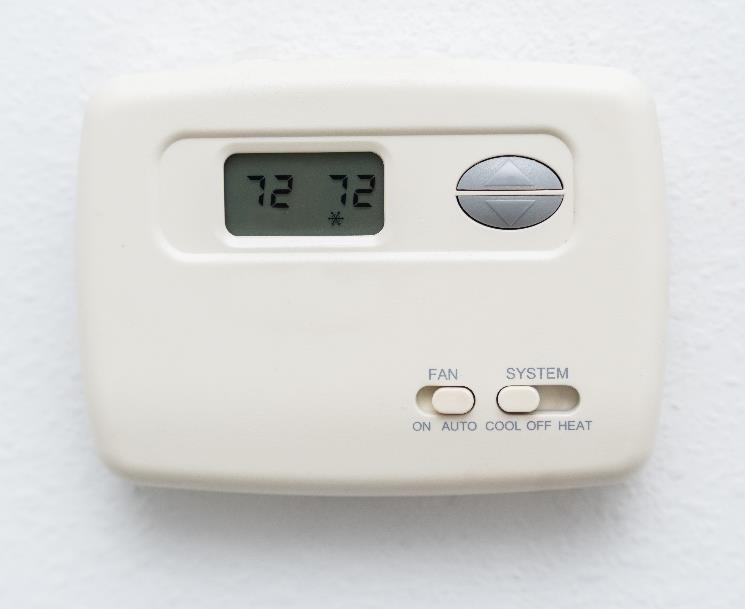 72 72
FAN SYSTEM
ON AUTO COOL OFF HEAT